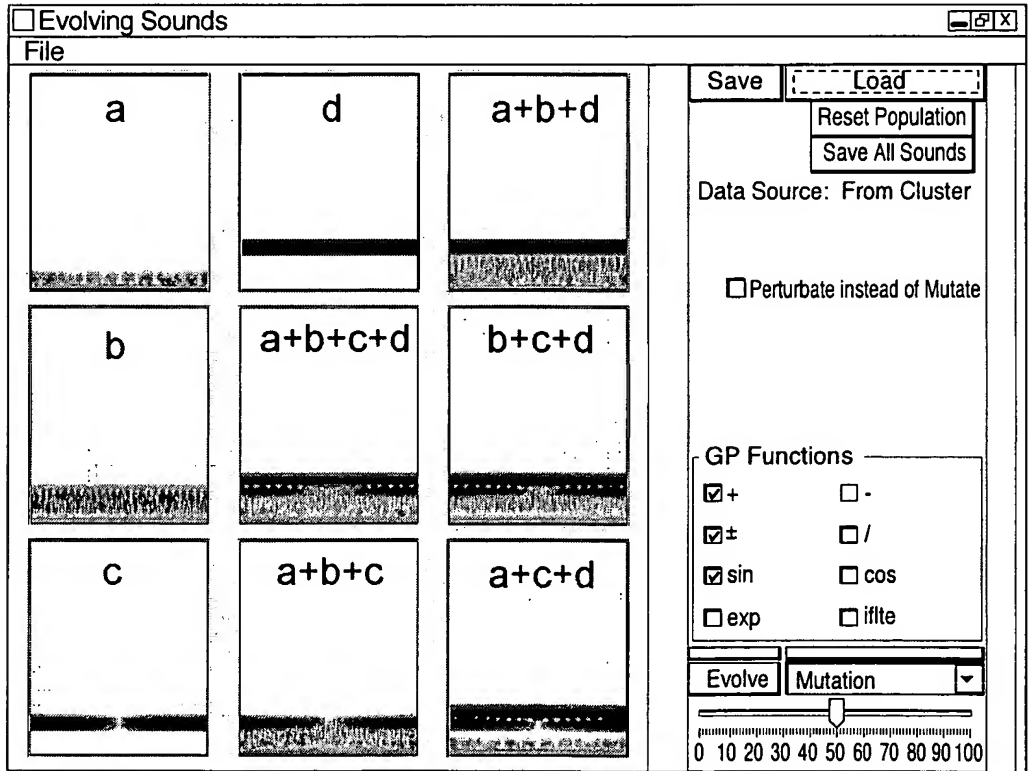 Evolving Sounds
File
a
d
a+b+d
b
a+b+c+d
b+c+d
c
a+b+c
a+c+d
Save
Load
Reset Population
Save All Sounds
Data Source: From Cluster
Perturbate instead of Mutate
GP Functions
+ -
± /
sin cos
exp iflte
Evolve Mutation
0 10 20 30 40 50 60 70 80 90 100